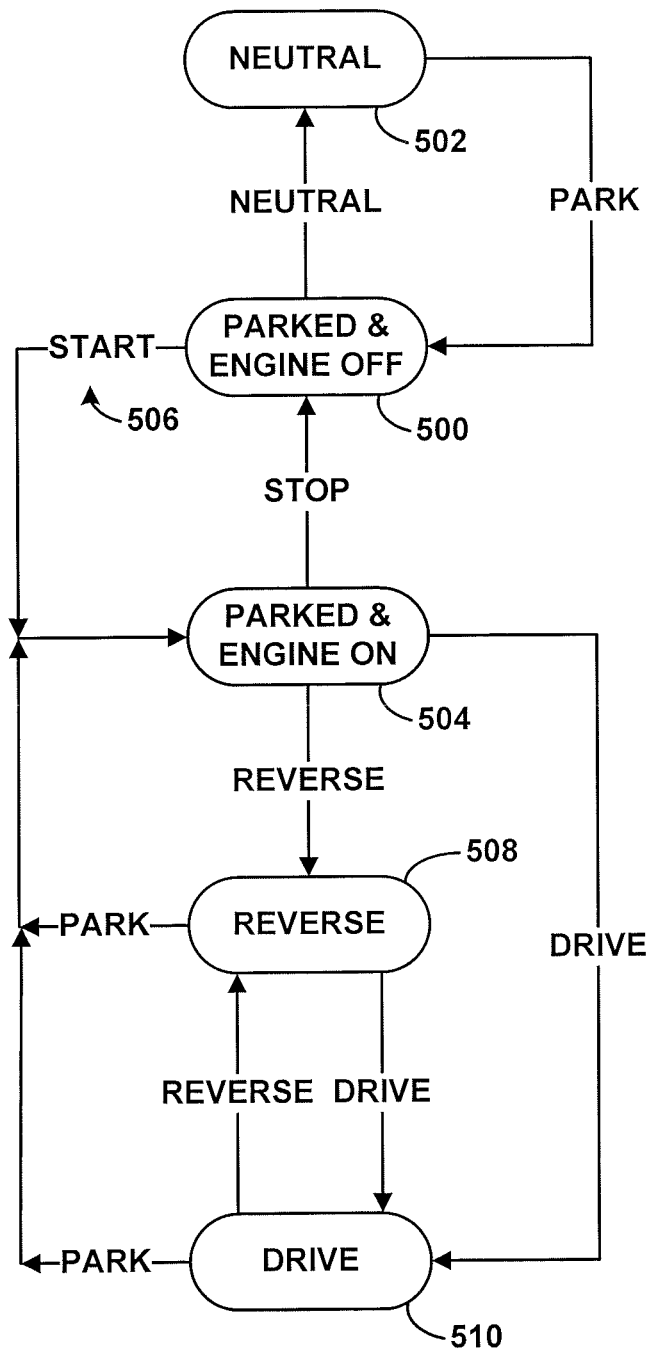 NEUTRAL
502
NEUTRAL
PARK
PARKED &
ENGINE OFF
START
506
500
STOP
PARKED &
ENGINE ON
504
REVERSE
508
REVERSE
PARK
DRIVE
REVERSE
DRIVE
DRIVE
PARK
510